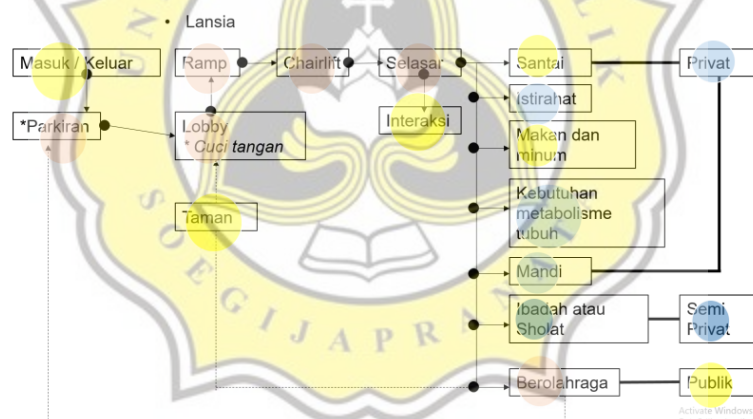 • Lansia
Masuk / Keluar
Ramp
Chairlift
Selasar
Santai
Privat
Istirahat
*Parkiran
Lobby
* Cuci tangan
Interaksi
Makan dan
minum
Kebutuhan
metabolisme
tubuh
Taman
Mandi
Ibadah atau
Sholat
Semi
Privat
Berolahraga
Publik
SOEGIJAPRANA
Activate Windows